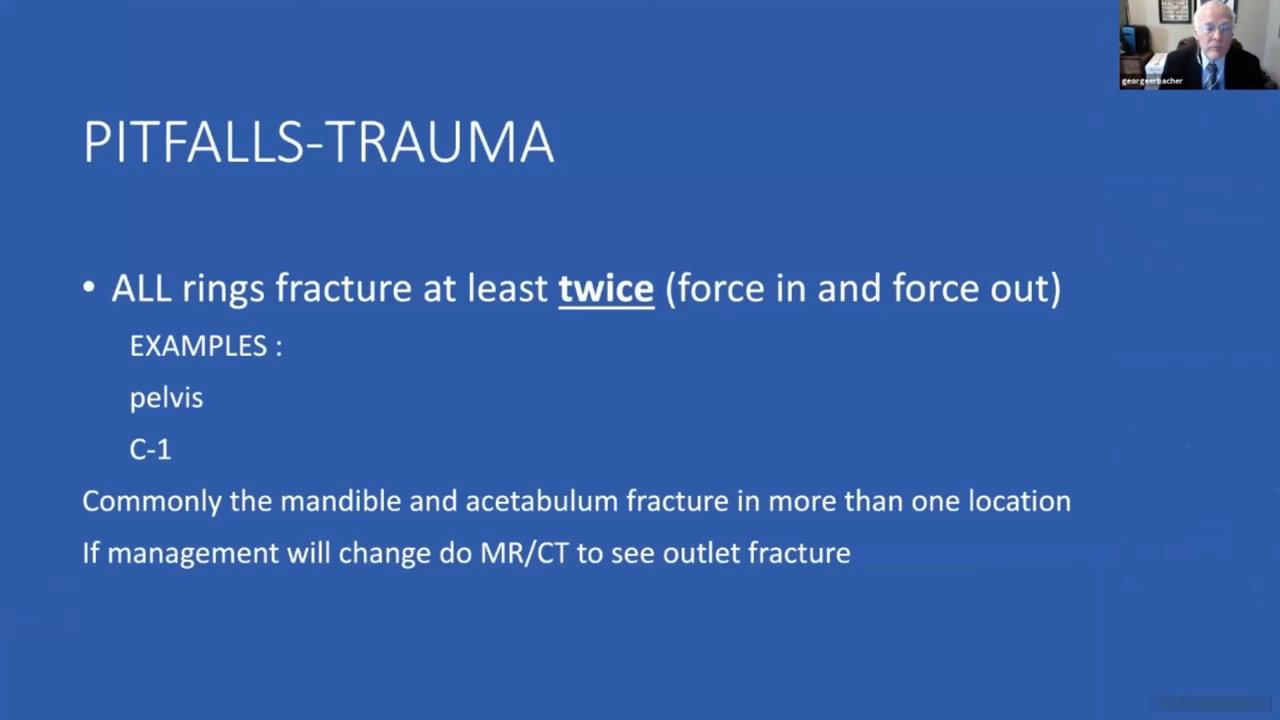 georgeerbacher
PITFALLS-TRAUMA
• ALL rings fracture at least twice (force in and force out)
EXAMPLES :
pelvis
C-1
Commonly the mandible and acetabulum fracture in more than one location
If management will change do MR/CT to see outlet fracture